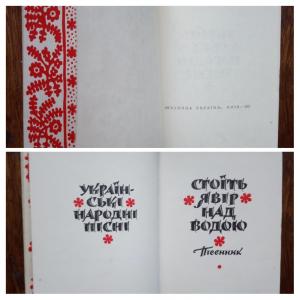 МУЗИЧНА УКРАЇНА, КИЇВ—
УКРАЇН-
СЬКІ
НАРОДНІ
ПІСНІ
СТОЇТЬ
ЯВІР
НАД
ВОДОЮ
Пісенник